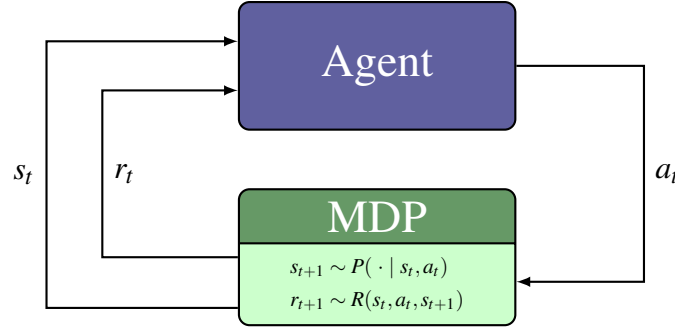 Agent
s_t
r_t
a_t
MDP
s_{t+1} ∼ P( · | s_t, a_t)
r_{t+1} ∼ R(s_t, a_t, s_{t+1})